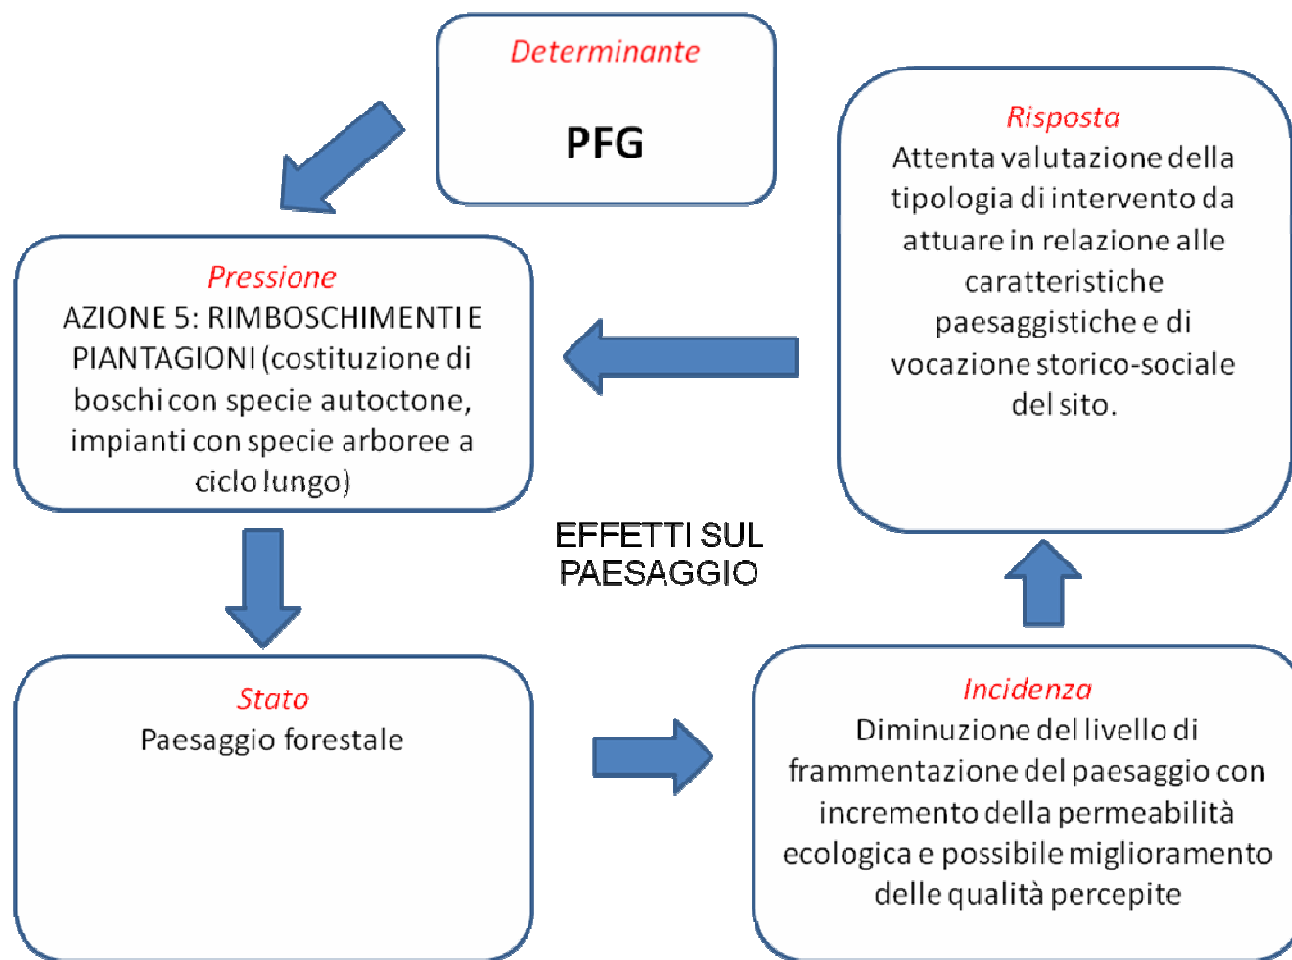 Determinante
PFG
Risposta
Attenta valutazione della
tipologia di intervento da
attuare in relazione alle
caratteristiche
paesaggistiche e di
vocazione storico-sociale
del sito.
Pressione
AZIONE 5: RIMBOSCHIMENTI E
PIANTAGIONI (costituzione di
boschi con specie autoctone,
impianti con specie arboree a
ciclo lungo)
EFFETTI SUL
PAESAGGIO
Stato
Paesaggio forestale
Incidenza
Diminuzione del livello di
frammentazione del paesaggio con
incremento della permeabilità
ecologica e possibile miglioramento
delle qualità percepite